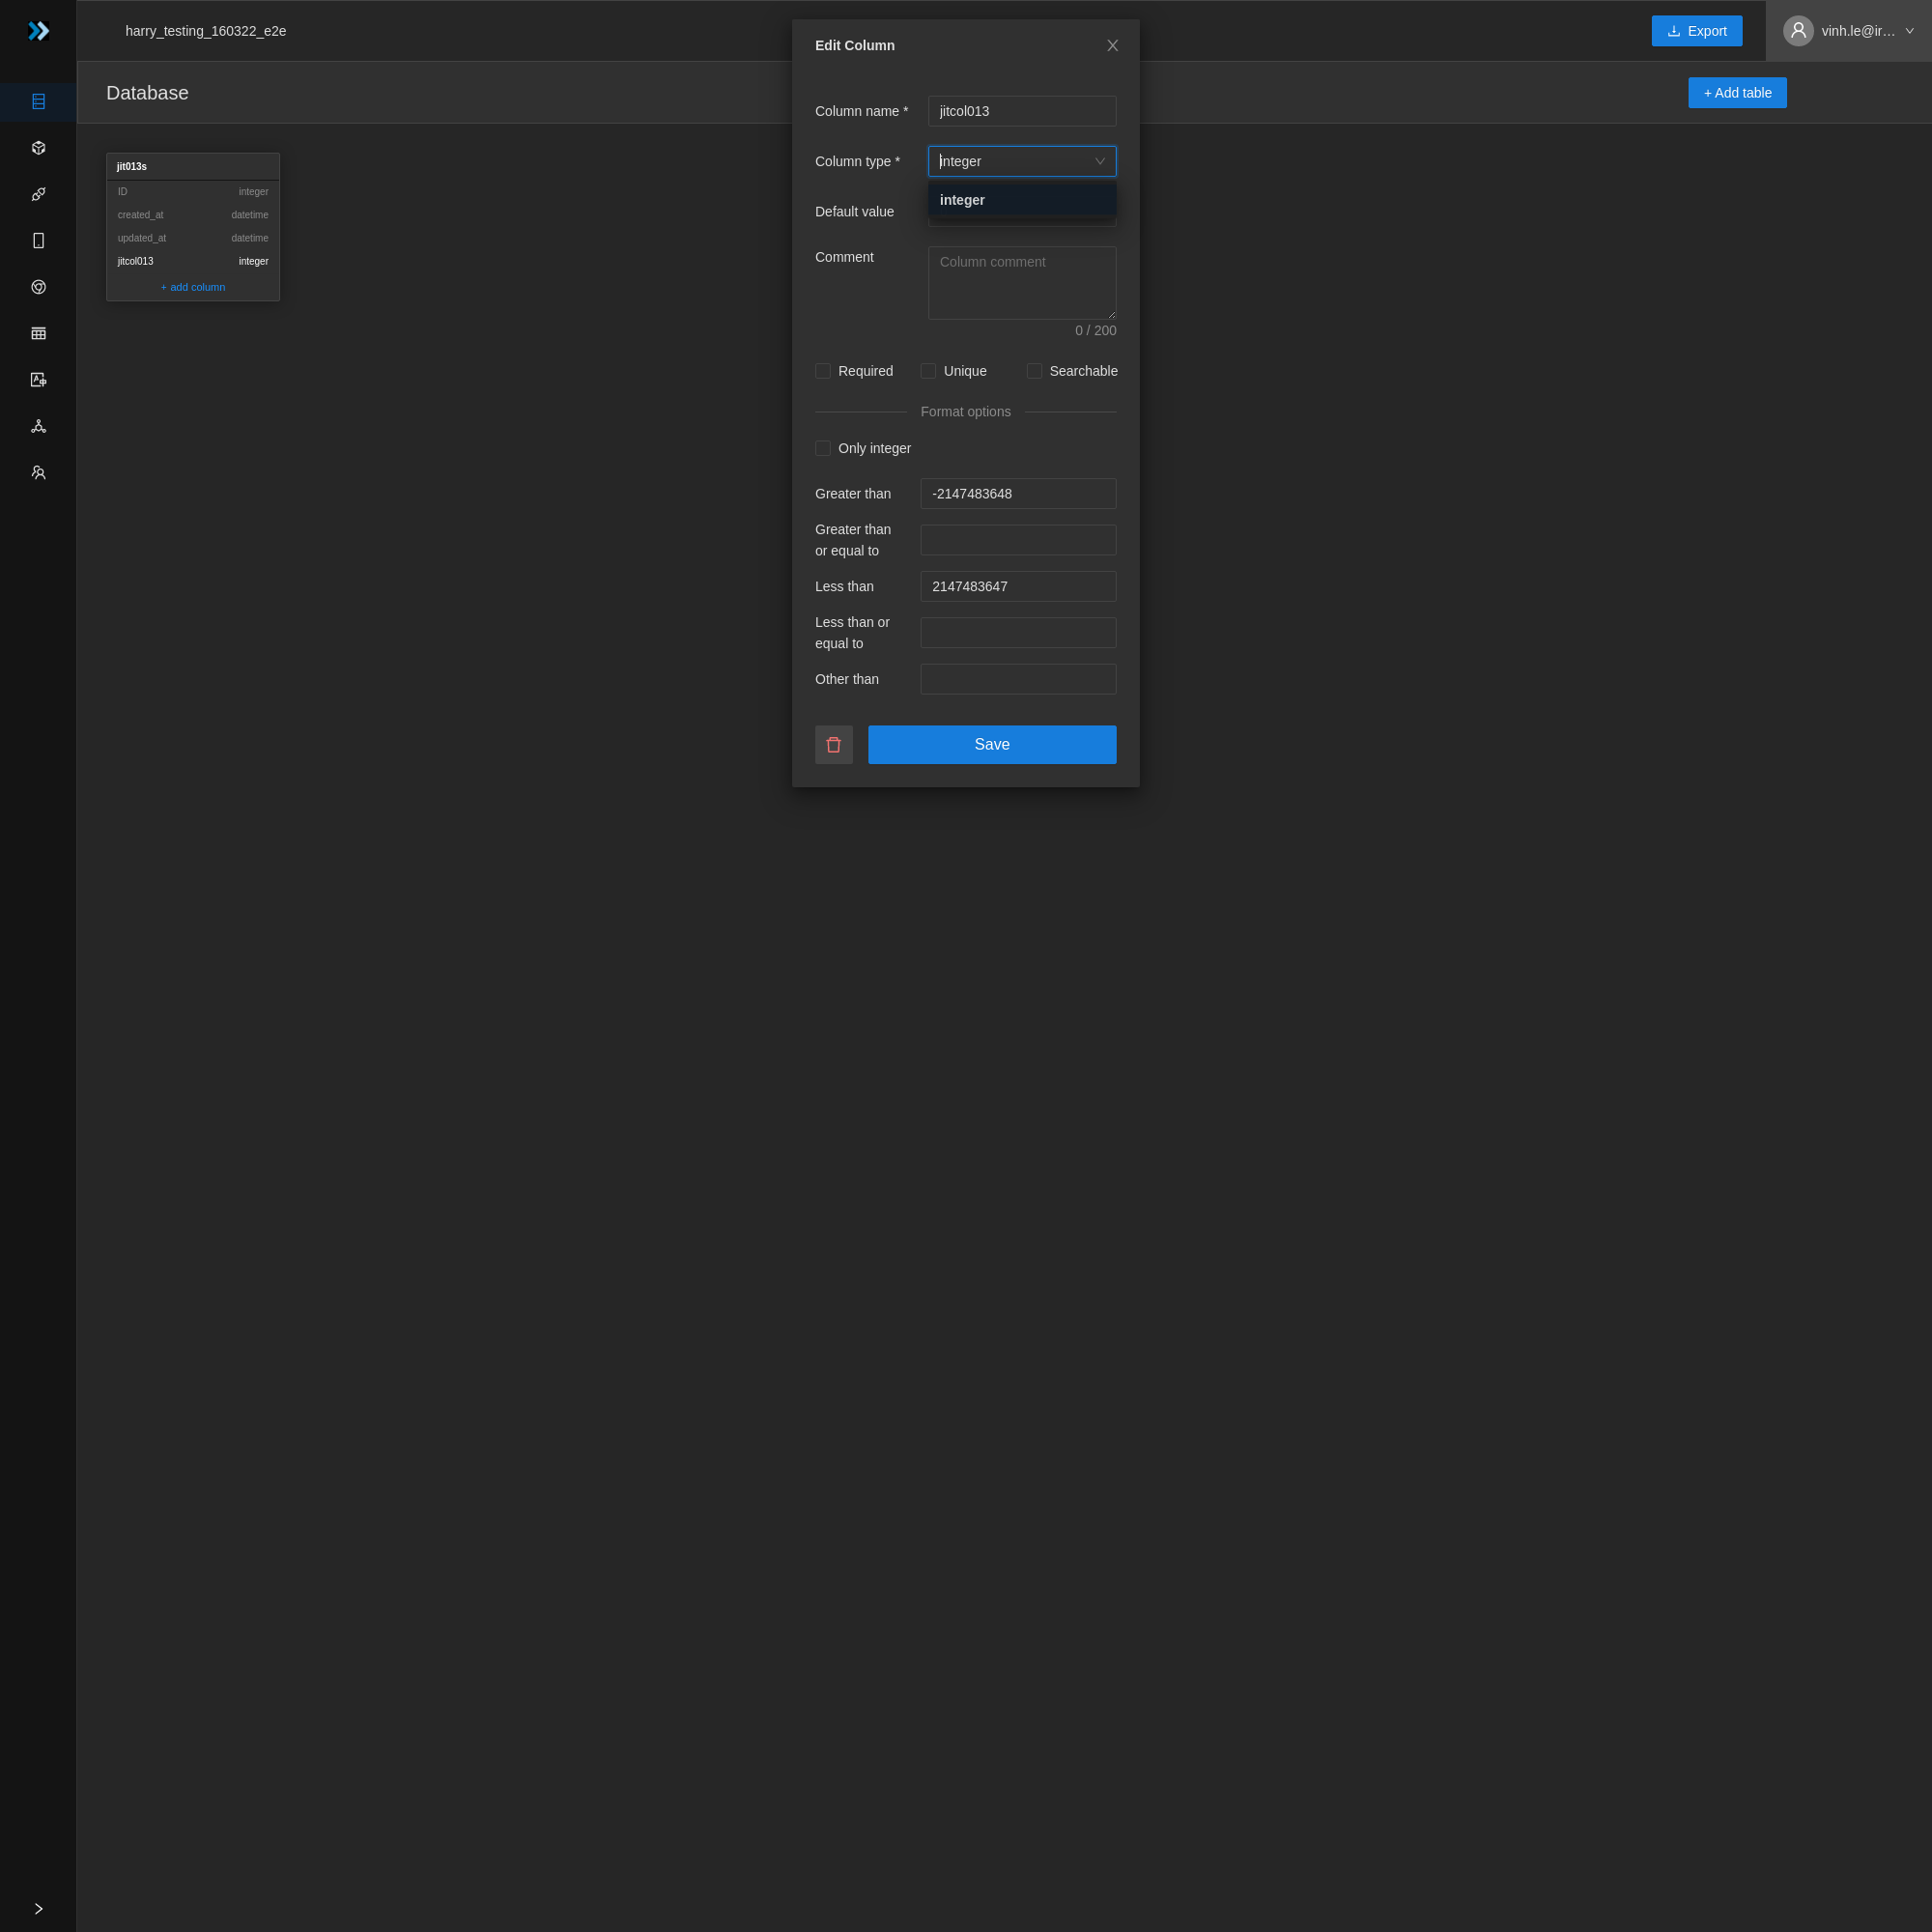 harry_testing_160322_e2e
Export
vinh.le@ir...
Database
+ Add table
jit013s
ID integer
created_at datetime
updated_at datetime
jitcol013 integer
+ add column
Edit Column
Column name * jitcol013
Column type * integer
integer
Default value
Comment Column comment
0 / 200
Required Unique Searchable
Format options
Only integer
Greater than -2147483648
Greater than
or equal to
Less than 2147483647
Less than or
equal to
Other than
Save